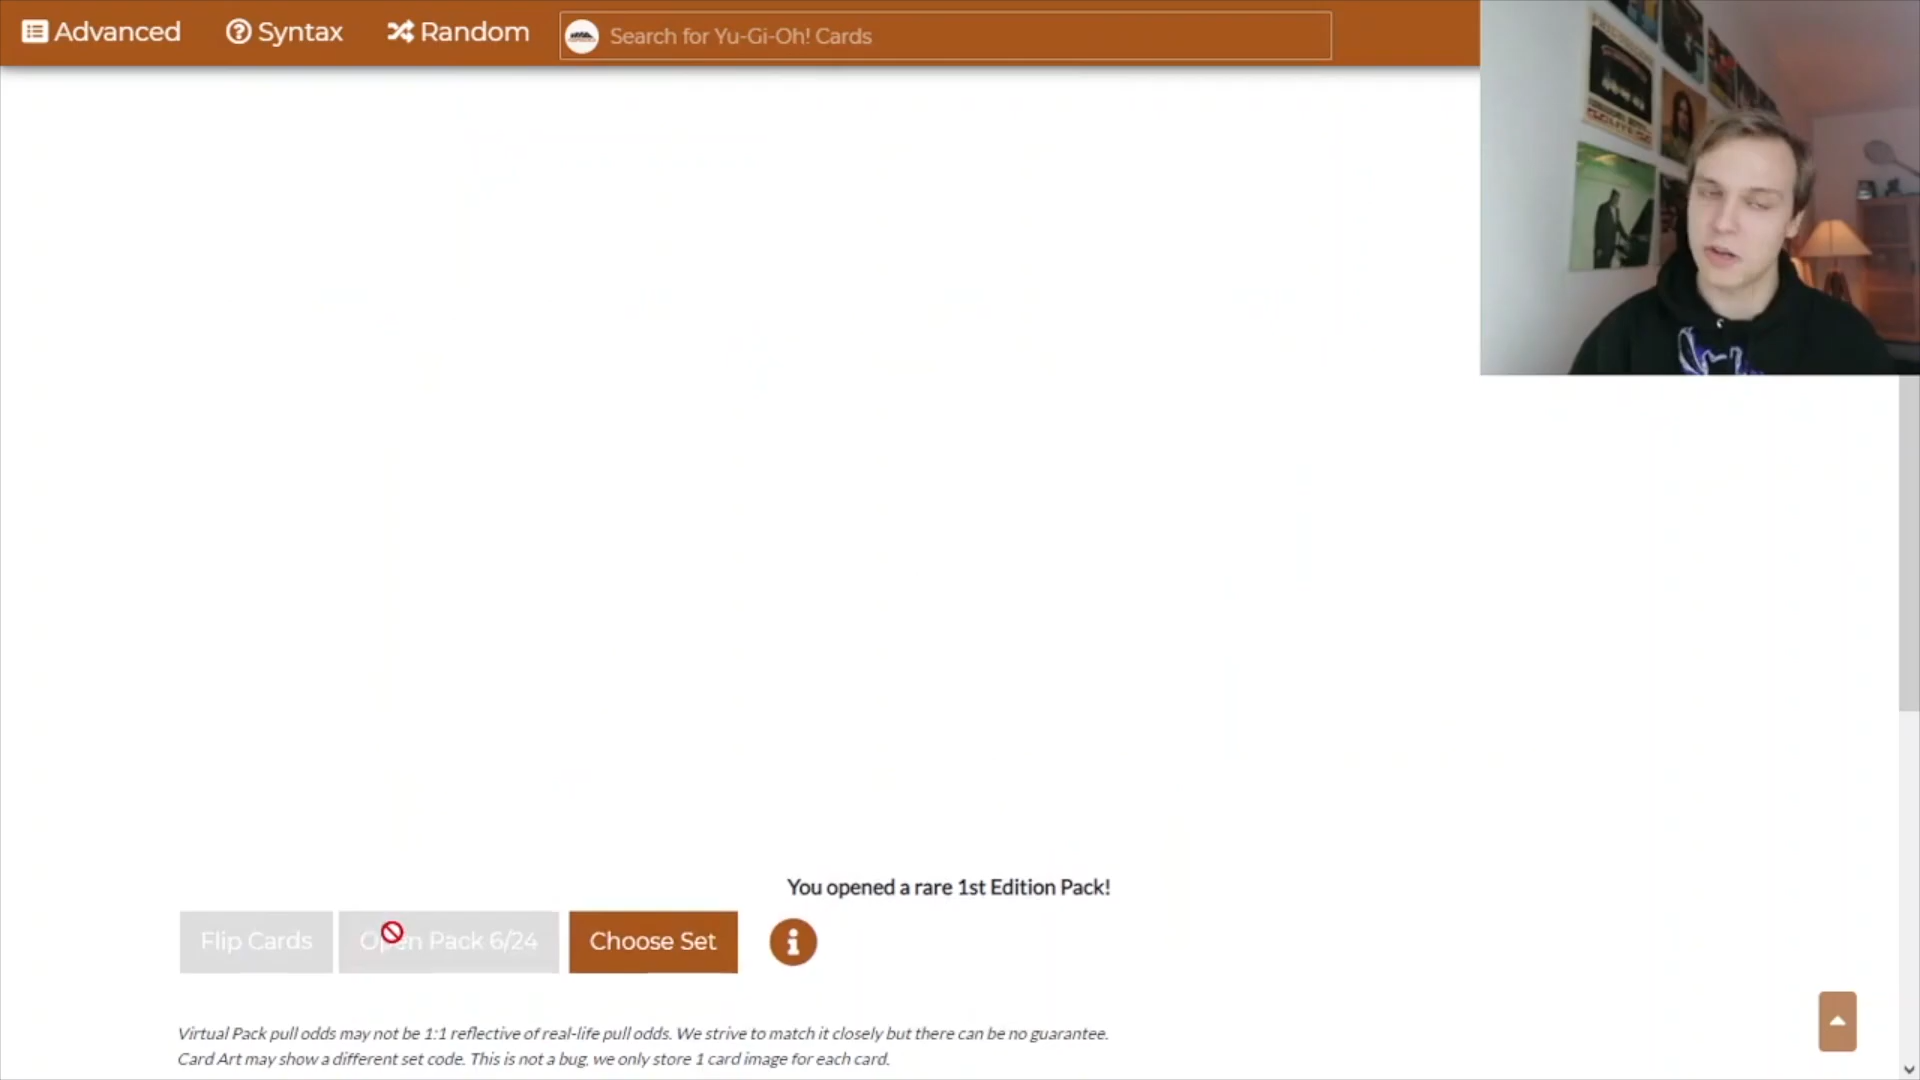 Advanced
Syntax
Random
Search for Yu-Gi-Oh! Cards
You opened a rare 1st Edition Pack!
Flip Cards
Open Pack 6/24
Choose Set
Virtual Pack pull odds may not be 1:1 reflective of real-life pull odds. We strive to match it closely but there can be no guarantee.
Card Art may show a different set code. This is not a bug, we only store 1 card image for each card.